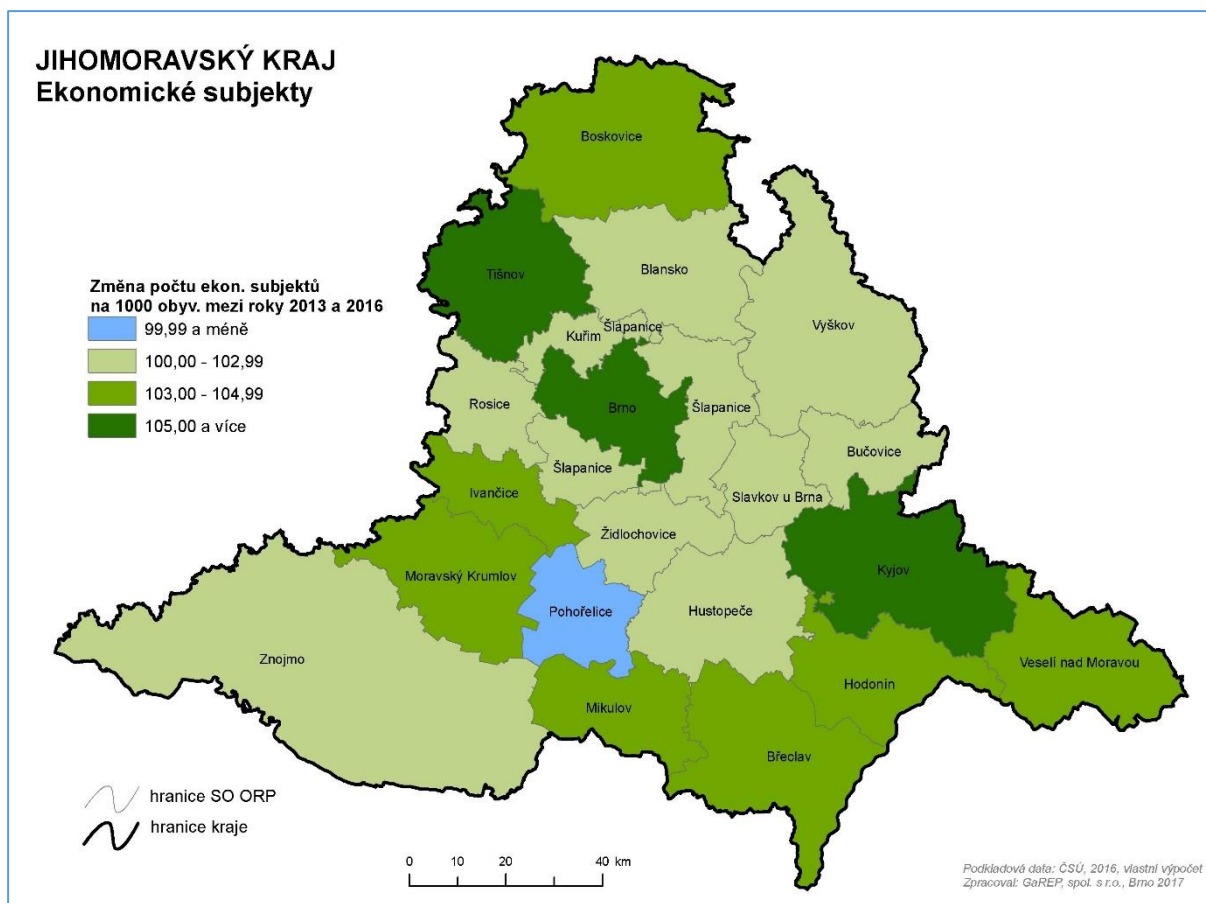 JIHOMORAVSKÝ KRAJ
Ekonomické subjekty
Boskovice
Tišnov
Blansko
Vyškov
Změna počtu ekon. subjektů
na 1000 obyv. mezi roky 2013 a 2016
99,99 a méně
100,00 - 102,99
103,00 - 104,99
105,00 a více
Kuřim
Šlapanice
Rosice
Brno
Šlapanice
Bučovice
Šlapanice
Ivančice
Slavkov u Brna
Židlochovice
Moravský Krumlov
Kyjov
Pohořelice
Hustopeče
Znojmo
Veselí nad Moravou
Hodonín
Mikulov
Břeclav
hranice SO ORP
hranice kraje
0 10 20 40 km
Podkladová data: ČSÚ, 2016, vlastní výpočet
Zpracoval: GaREP, spol. s r.o., Brno 2017